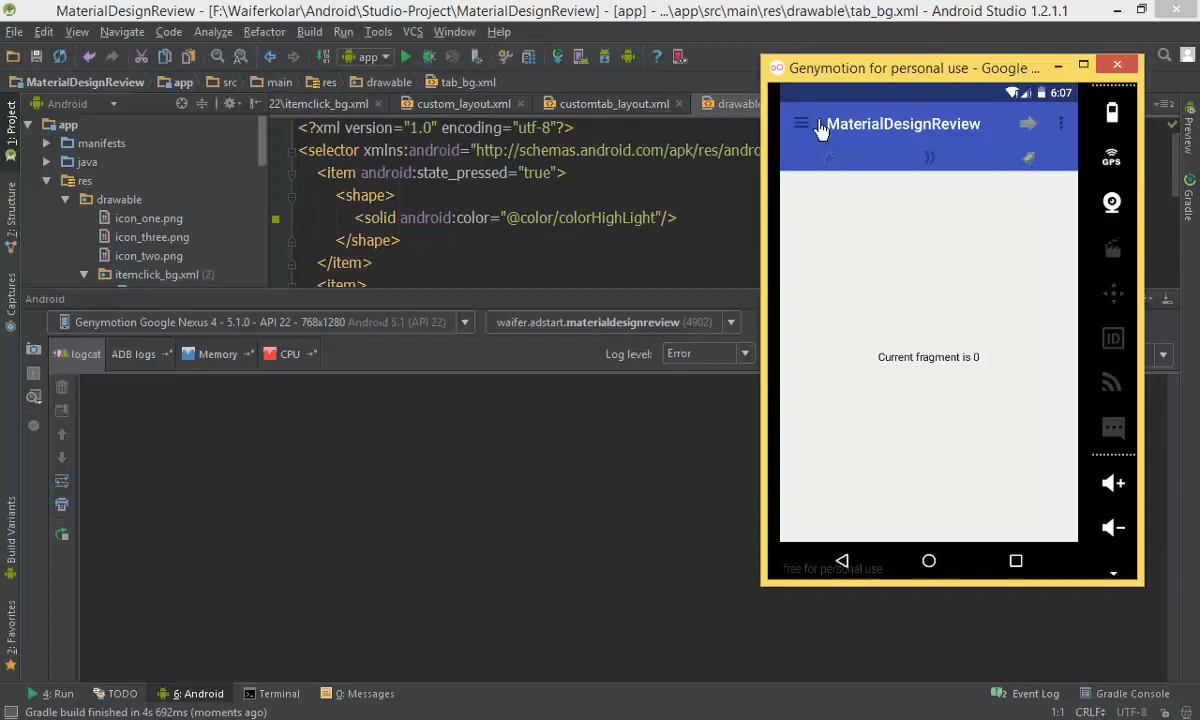 MaterialDesignReview - [F:\Waiferkolar\Android\Studio-Project\MaterialDesignReview] - [app] - ...\app\src\main\res\drawable\tab_bg.xml - Android Studio 1.2.1.1
File Edit View Navigate Code Analyze Refactor Build Run Tools VCS Window Help
app
MaterialDesignReview app src main res drawable tab_bg.xml
Android
22\itemclick_bg.xml custom_layout.xml customtab_layout.xml drawable
app
manifests
java
res
drawable
icon_one.png
icon_three.png
icon_two.png
itemclick_bg.xml (2)
<?xml version="1.0" encoding="utf-8"?>
<selector xmlns:android="http://schemas.android.com/apk/res/andro
<item android:state_pressed="true">
<shape>
<solid android:color="@color/colorHighLight"/>
</shape>
</item>
<item>
Genymotion for personal use - Google ...
6:07
MaterialDesignReview
Current fragment is 0
free for personal use
GPS
ID
Android
Genymotion Google Nexus 4 - 5.1.0 - API 22 - 768x1280 Android 5.1 (API 22)
waifer.adstart.materialdesignreview (4902)
logcat ADB logs Memory CPU
Log level: Error
1: Project
7: Structure
Captures
Build Variants
2: Favorites
Preview
Gradle
4: Run TODO 6: Android Terminal 0: Messages Event Log Gradle Console
Gradle build finished in 4s 692ms (moments ago)
1:1 CRLF UTF-8